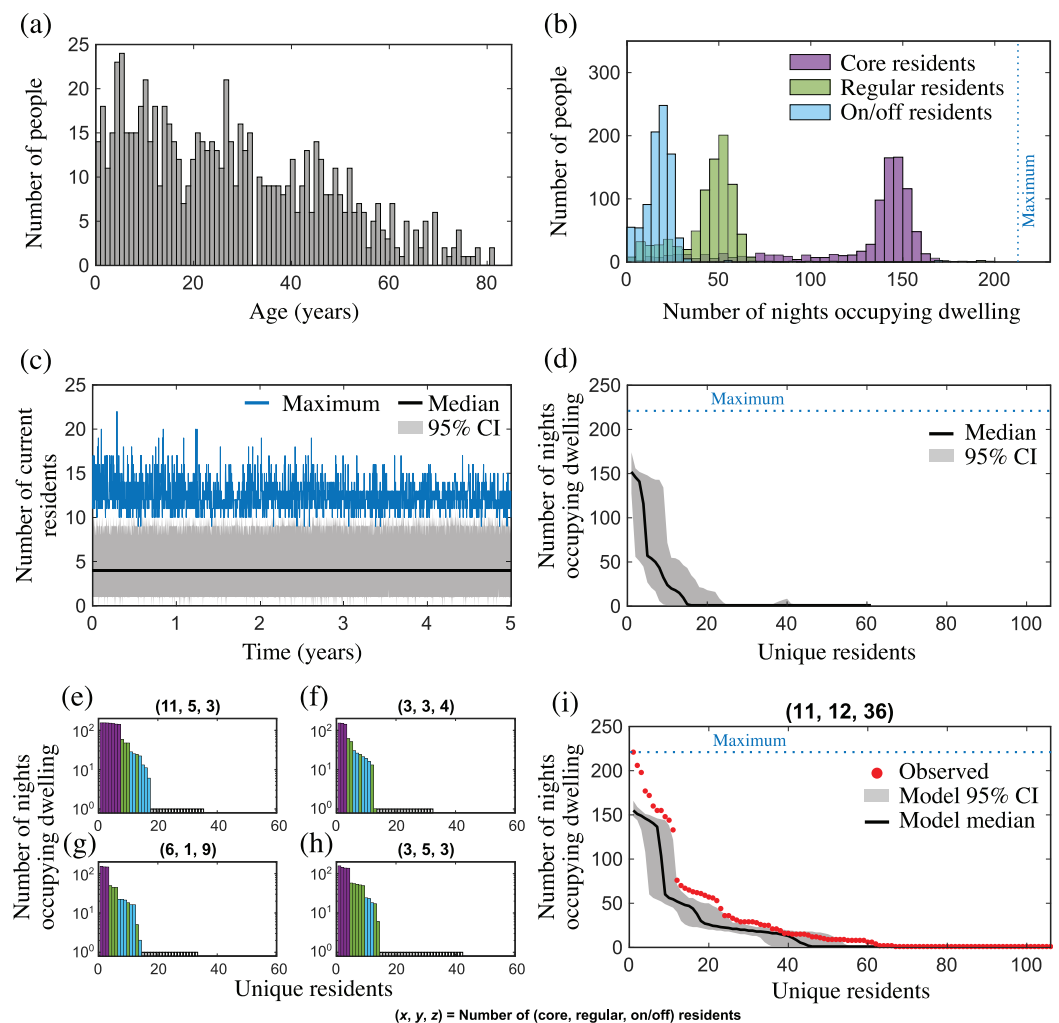 (a)
Number of people
25
20
15
10
5
0
0 20 40 60 80
Age (years)
(b)
Number of people
300
200
100
0
0 50 100 150 200
Number of nights occupying dwelling
Core residents
Regular residents
On/off residents
Maximum
(c)
Number of current
residents
25
20
15
10
5
0
0 1 2 3 4 5
Time (years)
Maximum
Median
95% CI
(d)
Number of nights
occupying dwelling
250
200
150
100
50
0
0 20 40 60 80 100
Unique residents
Maximum
Median
95% CI
Number of nights
occupying dwelling
(e)
(11, 5, 3)
10²
10¹
10⁰
0 20 40 60
(f)
(3, 3, 4)
10²
10¹
10⁰
0 20 40 60
(g)
(6, 1, 9)
10²
10¹
10⁰
0 20 40 60
(h)
(3, 5, 3)
10²
10¹
10⁰
0 20 40 60
Unique residents
(i)
(11, 12, 36)
Number of nights
occupying dwelling
250
200
150
100
50
0
0 20 40 60 80 100
Unique residents
Maximum
Observed
Model 95% CI
Model median
(x, y, z) = Number of (core, regular, on/off) residents